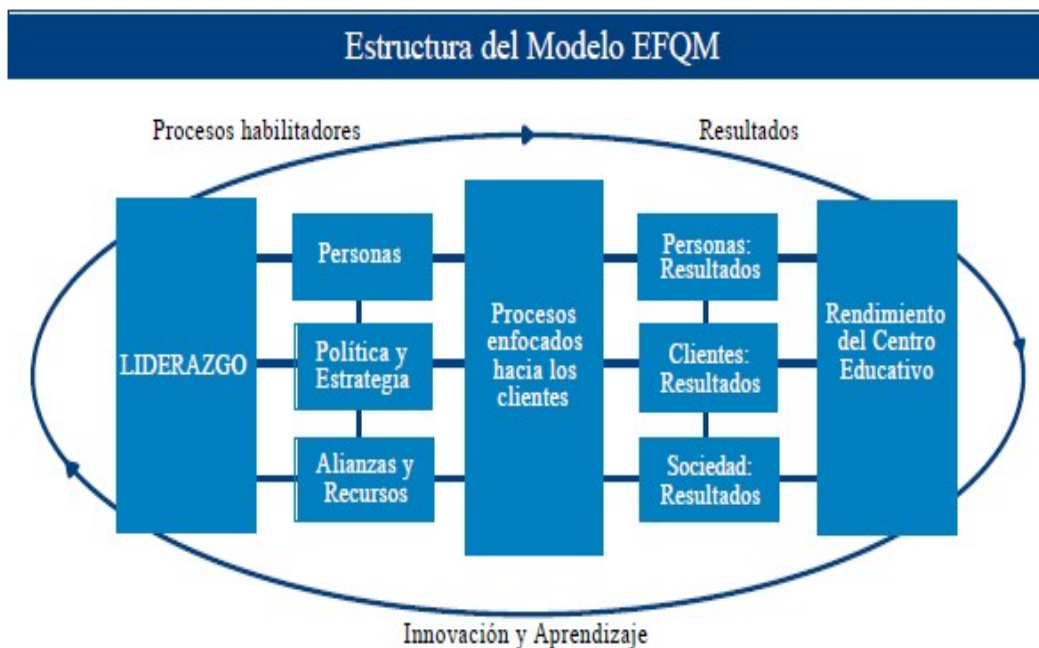 Estructura del Modelo EFQM
Procesos habilitadores
Resultados
LIDERAZGO
Personas
Política y
Estrategia
Alianzas y
Recursos
Procesos
enfocados
hacia los
clientes
Personas:
Resultados
Clientes:
Resultados
Sociedad:
Resultados
Rendimiento
del Centro
Educativo
Innovación y Aprendizaje